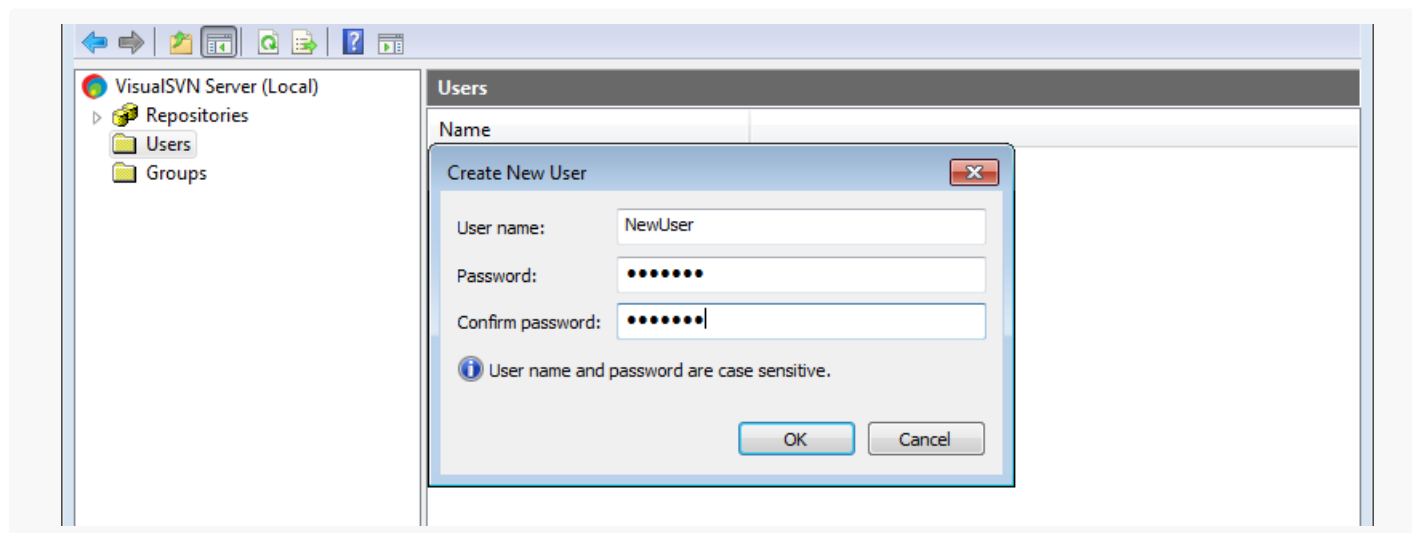 VisualSVN Server (Local)
Repositories
Users
Groups
Users
Name
Create New User
User name: NewUser
Password: •••••••
Confirm password: •••••••
User name and password are case sensitive.
OK Cancel